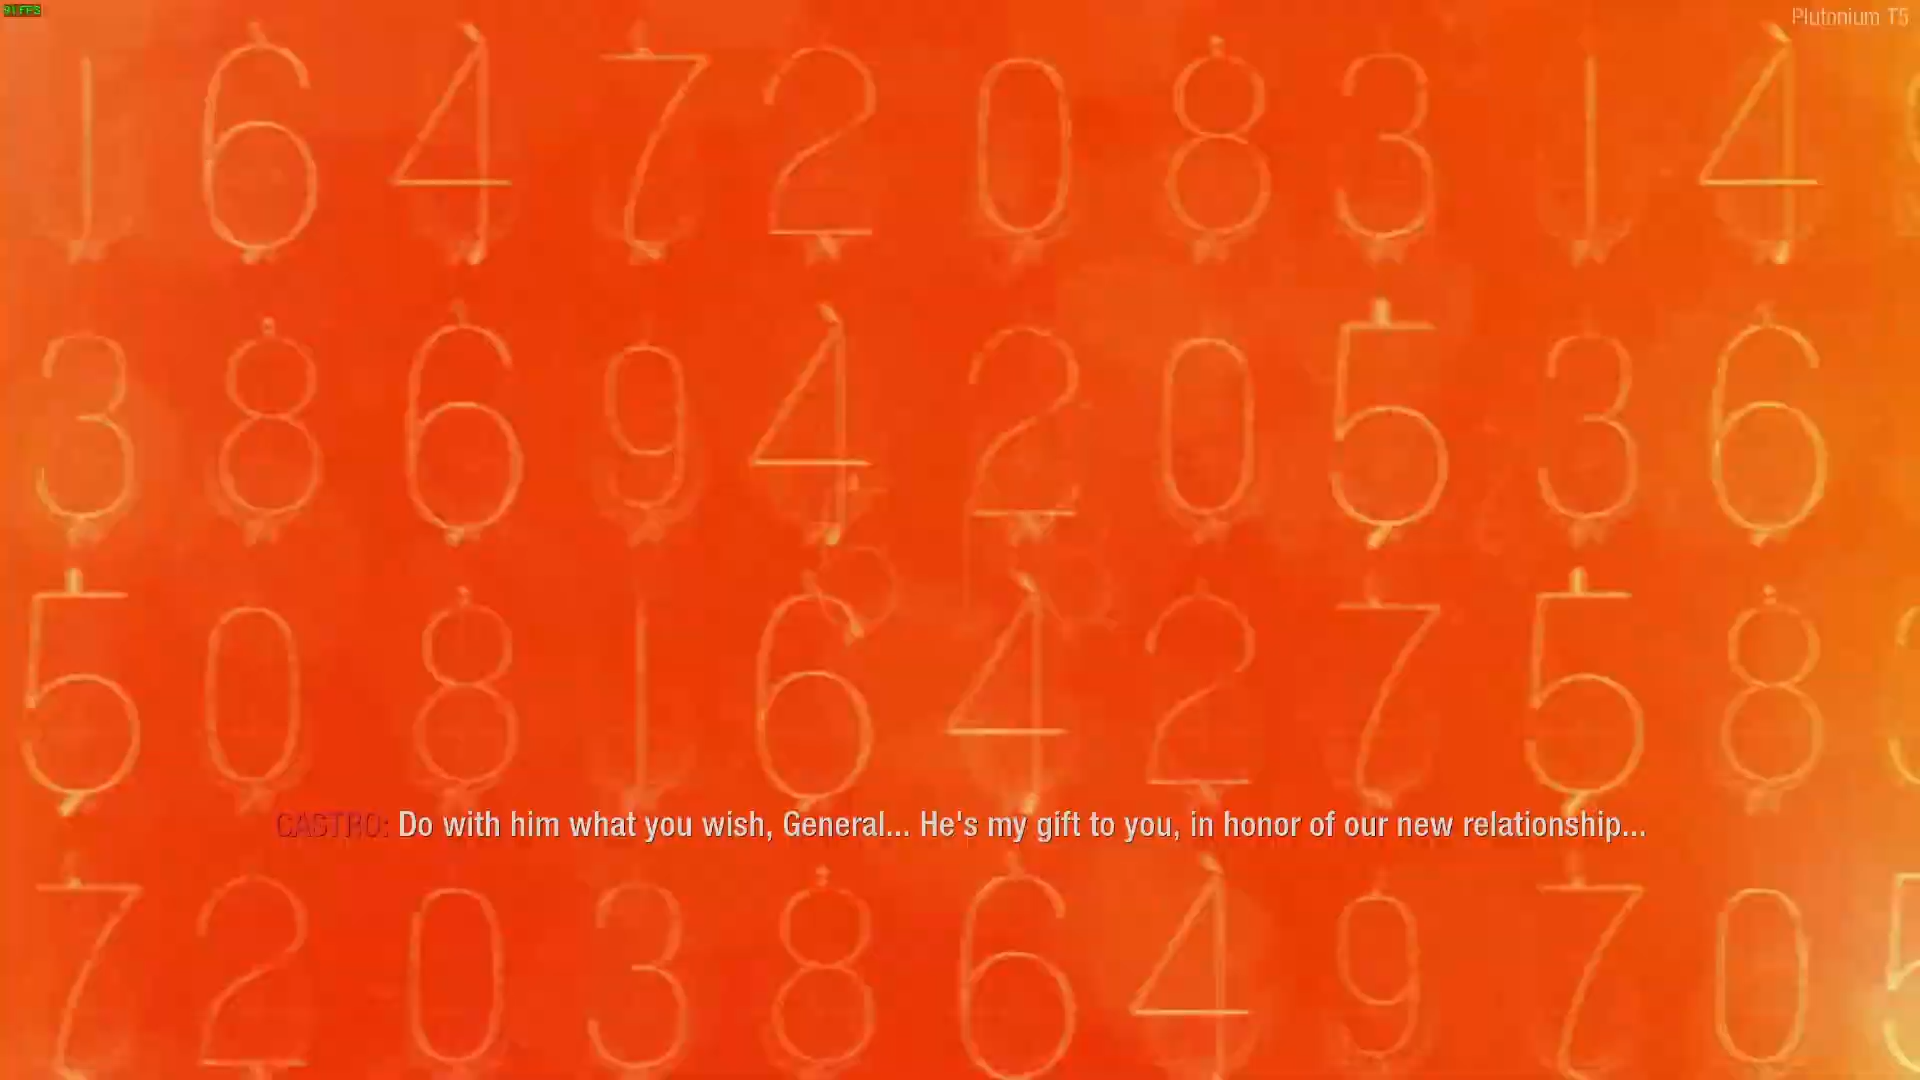 91 FPS
Plutonium T5
1 6 4 7 2 0 8 3 1 4
3 8 6 9 4 2 0 5 3 6
5 0 8 1 6 4 2 7 5 8
CASTRO: Do with him what you wish, General... He's my gift to you, in honor of our new relationship...
7 2 0 3 8 6 4 9 7 0 5